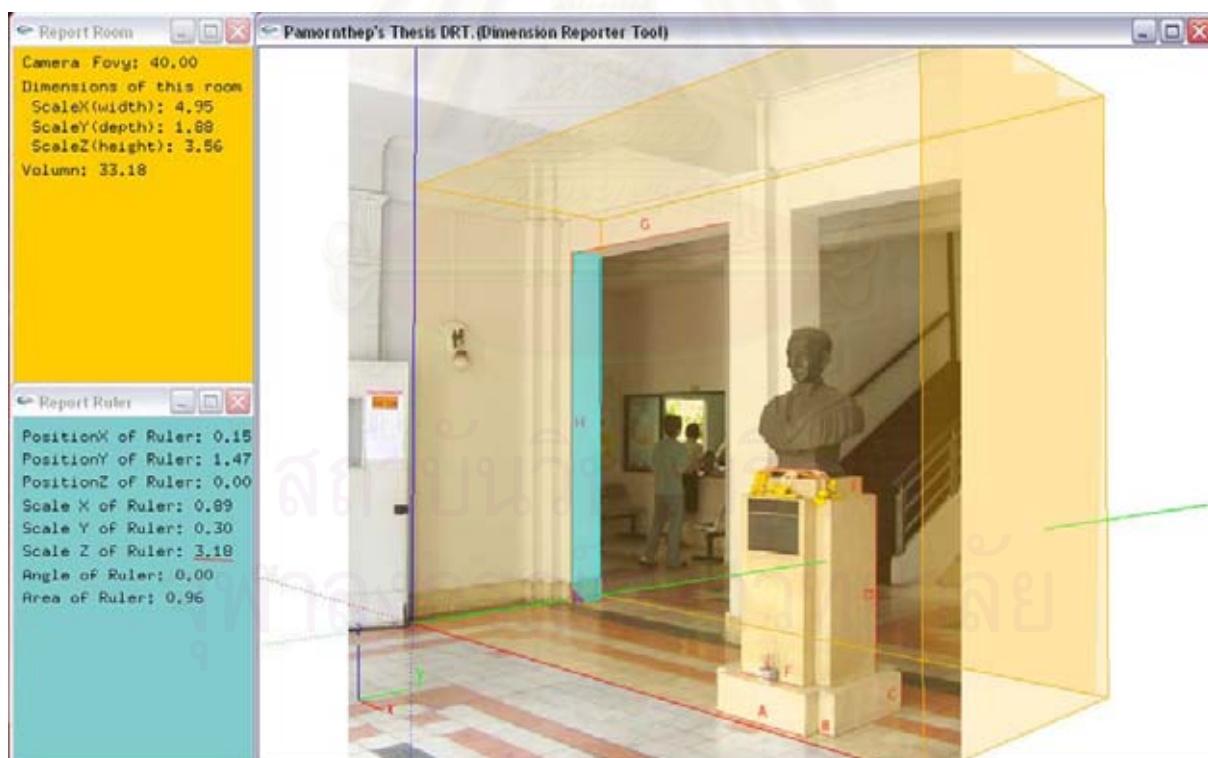 Report Room
Camera Fovy: 40.00
Dimensions of this room
ScaleX(width): 4.95
ScaleY(depth): 1.88
ScaleZ(height): 3.56
Volumn: 33.18
Report Ruler
PositionX of Ruler: 0.15
PositionY of Ruler: 1.47
PositionZ of Ruler: 0.00
Scale X of Ruler: 0.89
Scale Y of Ruler: 0.30
Scale Z of Ruler: 3.18
Angle of Ruler: 0.00
Area of Ruler: 0.96
Pamornthep's Thesis DRT.(Dimension Reporter Tool)
G
H
D
F
A
B
C
Y
X